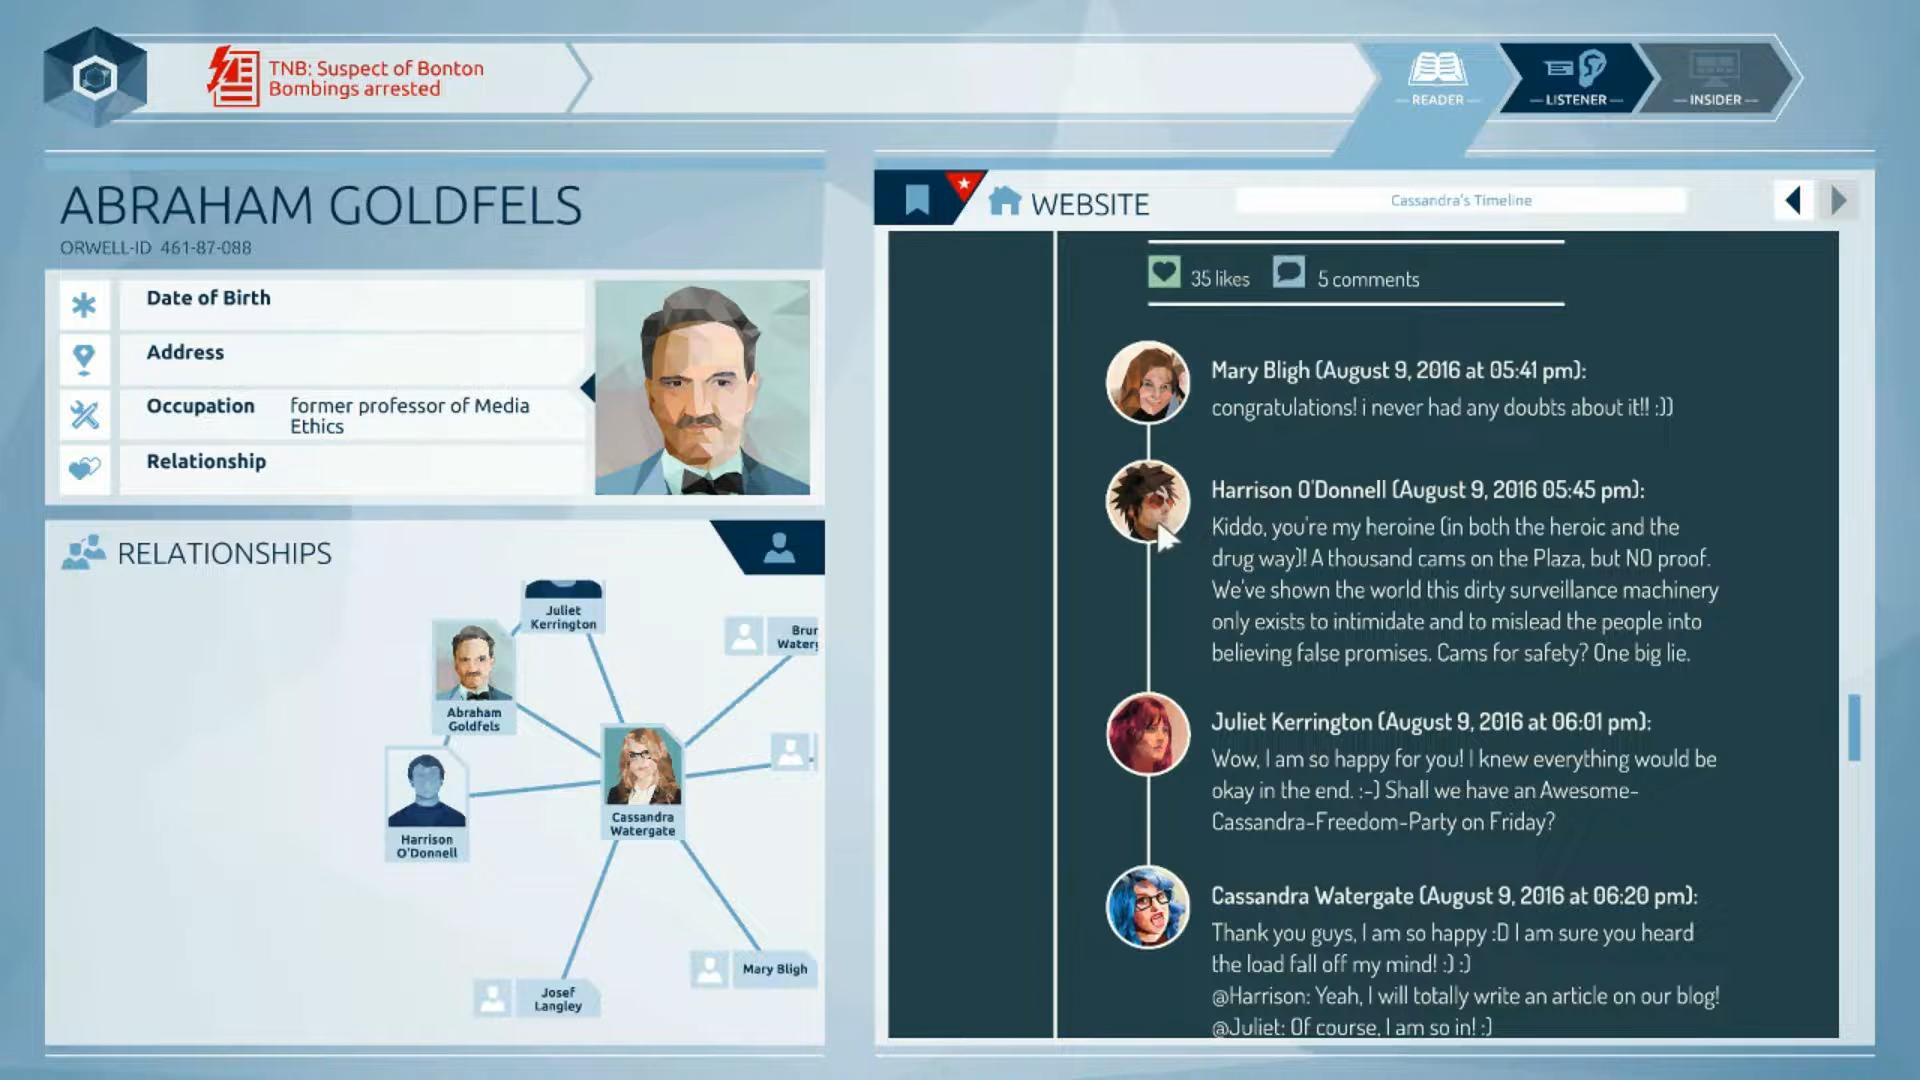 TNB: Suspect of Bonton
Bombings arrested
READER
LISTENER
INSIDER
ABRAHAM GOLDFELS
ORWELL-ID 461-87-088
Date of Birth
Address
Occupation former professor of Media
Ethics
Relationship
RELATIONSHIPS
Juliet
Kerrington
Abraham
Goldfels
Harrison
O'Donnell
Cassandra
Watergate
Josef
Langley
Mary Bligh
WEBSITE
Cassandra's Timeline
35 likes 5 comments
Mary Bligh (August 9, 2016 at 05:41 pm):
congratulations! i never had any doubts about it!! :))
Harrison O'Donnell (August 9, 2016 05:45 pm):
Kiddo, you're my heroine (in both the heroic and the
drug way)! A thousand cams on the Plaza, but NO proof.
We've shown the world this dirty surveillance machinery
only exists to intimidate and to mislead the people into
believing false promises. Cams for safety? One big lie.
Juliet Kerrington (August 9, 2016 at 06:01 pm):
Wow, I am so happy for you! I knew everything would be
okay in the end. :-) Shall we have an Awesome-
Cassandra-Freedom-Party on Friday?
Cassandra Watergate (August 9, 2016 at 06:20 pm):
Thank you guys, I am so happy :D I am sure you heard
the load fall off my mind! :) :)
@Harrison: Yeah, I will totally write an article on our blog!
@Juliet: Of course, I am so in! :)